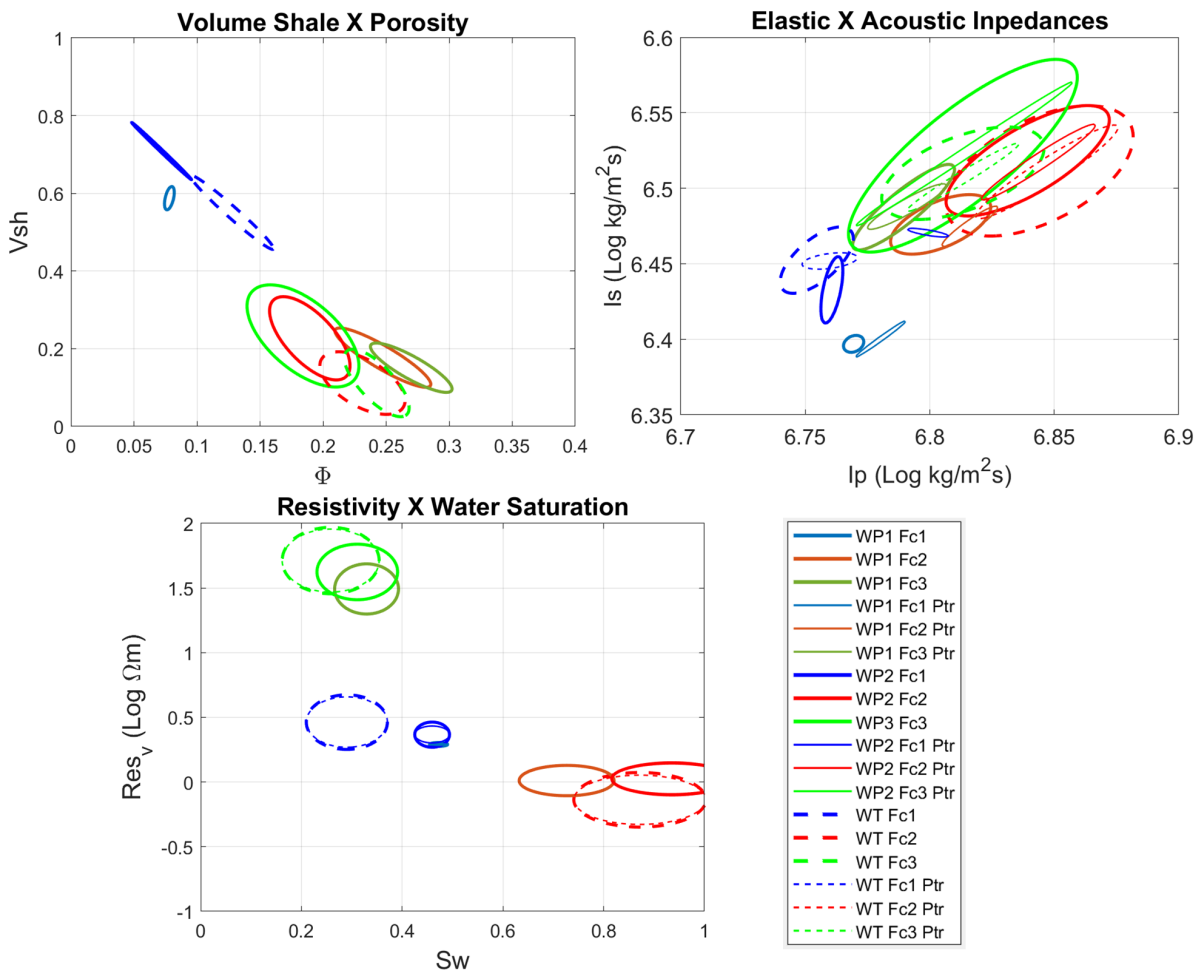 Volume Shale X Porosity
1
0.8
0.6
0.4
0.2
0
Vsh
0 0.05 0.1 0.15 0.2 0.25 0.3 0.35 0.4
Φ
Elastic X Acoustic Inpedances
6.6
6.55
6.5
6.45
6.4
6.35
Is (Log kg/m²s)
6.7 6.75 6.8 6.85 6.9
Ip (Log kg/m²s)
Resistivity X Water Saturation
2
1.5
1
0.5
0
-0.5
-1
Resᵥ (Log Ωm)
0 0.2 0.4 0.6 0.8 1
Sw
WP1 Fc1
WP1 Fc2
WP1 Fc3
WP1 Fc1 Ptr
WP1 Fc2 Ptr
WP1 Fc3 Ptr
WP2 Fc1
WP2 Fc2
WP3 Fc3
WP2 Fc1 Ptr
WP2 Fc2 Ptr
WP2 Fc3 Ptr
WT Fc1
WT Fc2
WT Fc3
WT Fc1 Ptr
WT Fc2 Ptr
WT Fc3 Ptr